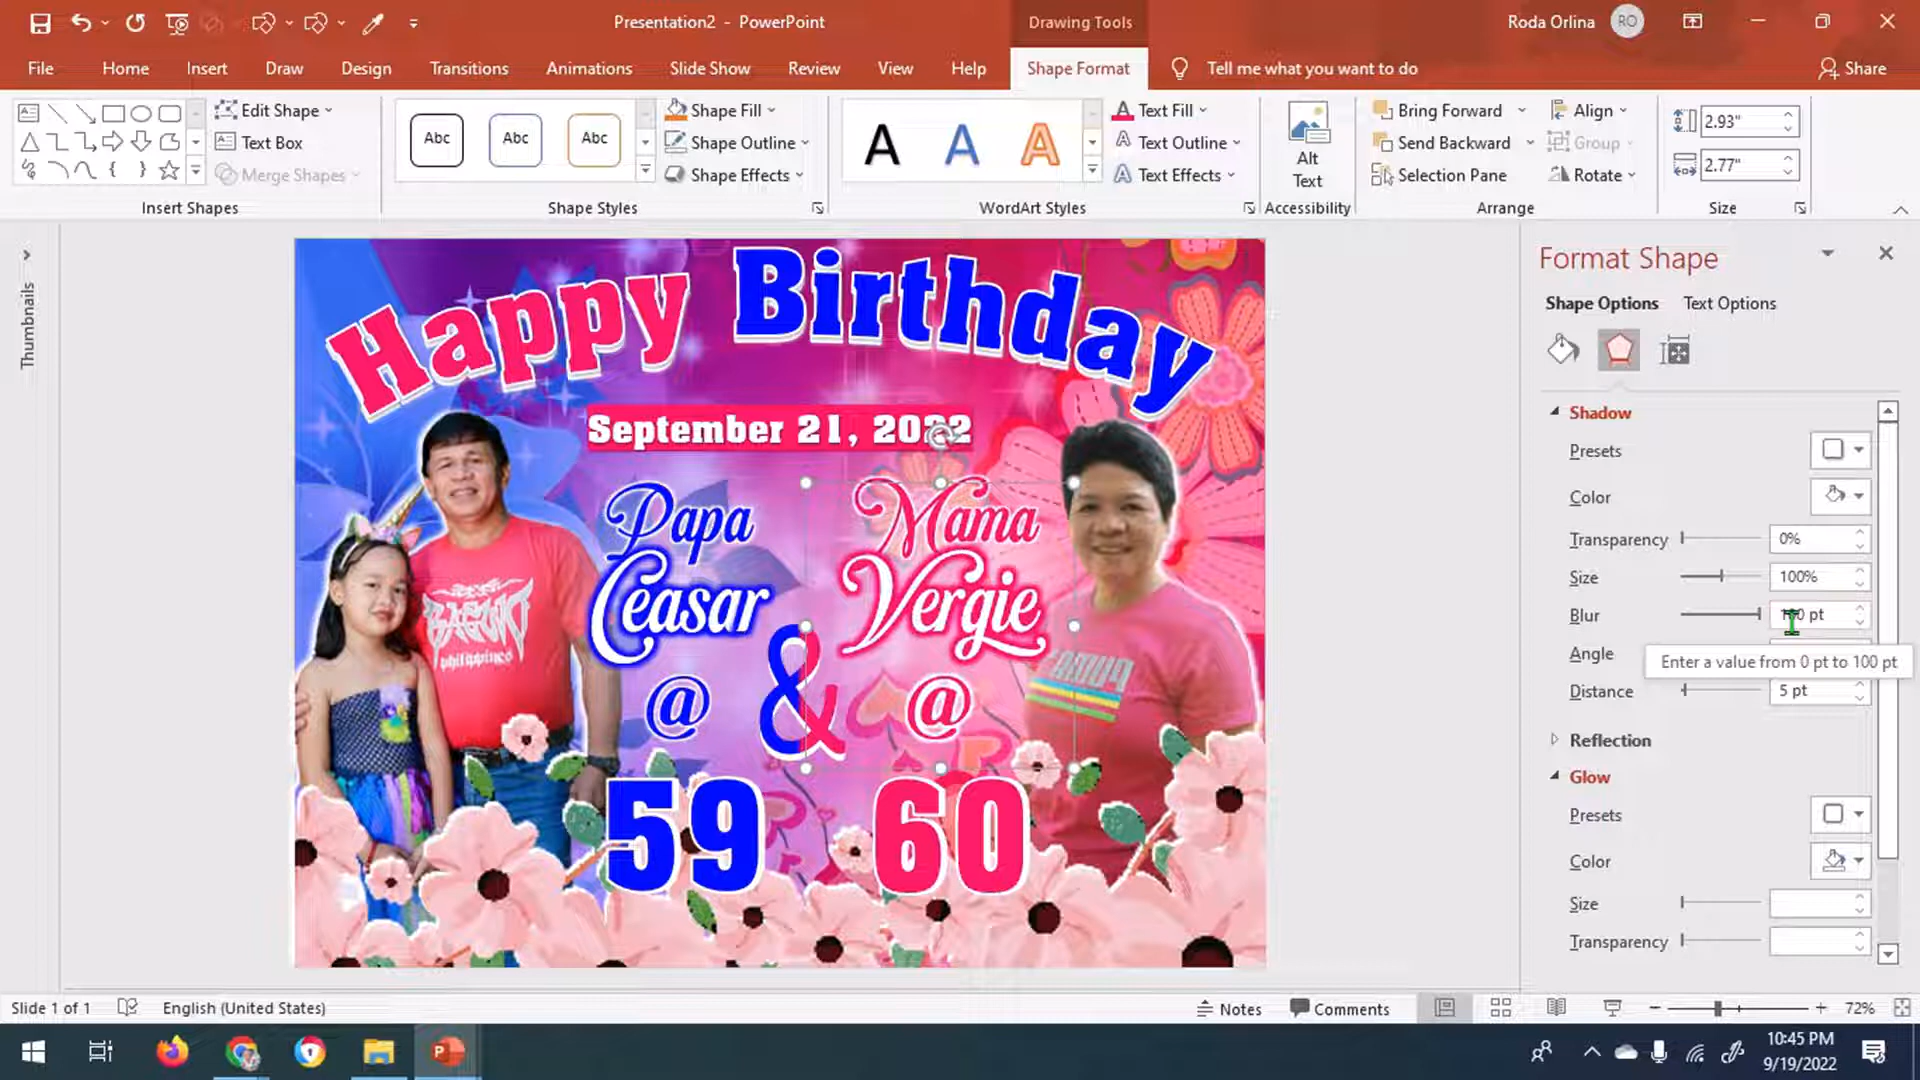 Presentation2 - PowerPoint
Drawing Tools
Roda Orlina
RO
File Home Insert Draw Design Transitions Animations Slide Show Review View Help Shape Format Tell me what you want to do Share
Edit Shape
Text Box
Merge Shapes
Insert Shapes
Abc Abc Abc
Shape Fill
Shape Outline
Shape Effects
Shape Styles
A A A
Text Fill
Text Outline
Text Effects
WordArt Styles
Alt
Text
Accessibility
Bring Forward
Send Backward
Selection Pane
Align
Group
Rotate
Arrange
2.93"
2.77"
Size
Thumbnails
Happy Birthday
September 21, 2022
Papa
Ceasar
@
59
&
Mama
Vergie
@
60
philippines
Format Shape
Shape Options Text Options
Shadow
Presets
Color
Transparency 0%
Size 100%
Blur pt
Angle
Enter a value from 0 pt to 100 pt
Distance 5 pt
Reflection
Glow
Presets
Color
Size
Transparency
Slide 1 of 1 English (United States)
Notes Comments
72%
10:45 PM
9/19/2022